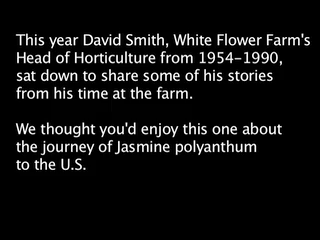 This year David Smith, White Flower Farm's
Head of Horticulture from 1954-1990,
sat down to share some of his stories
from his time at the farm.

We thought you'd enjoy this one about
the journey of Jasmine polyanthum
to the U.S.